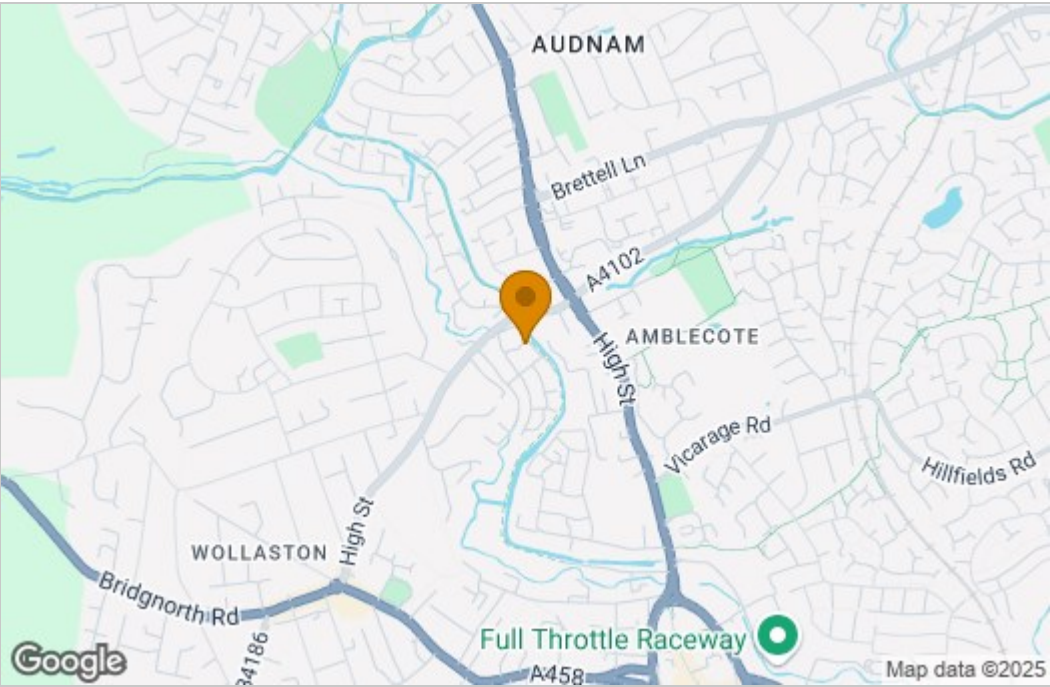 AUDNAM
Brettell Ln
A4102
AMBLECOTE
High St
Vicarage Rd
Hillfields Rd
High St
WOLLASTON
Bridgnorth Rd
B4186
Full Throttle Raceway
A458
Google
Map data ©2025